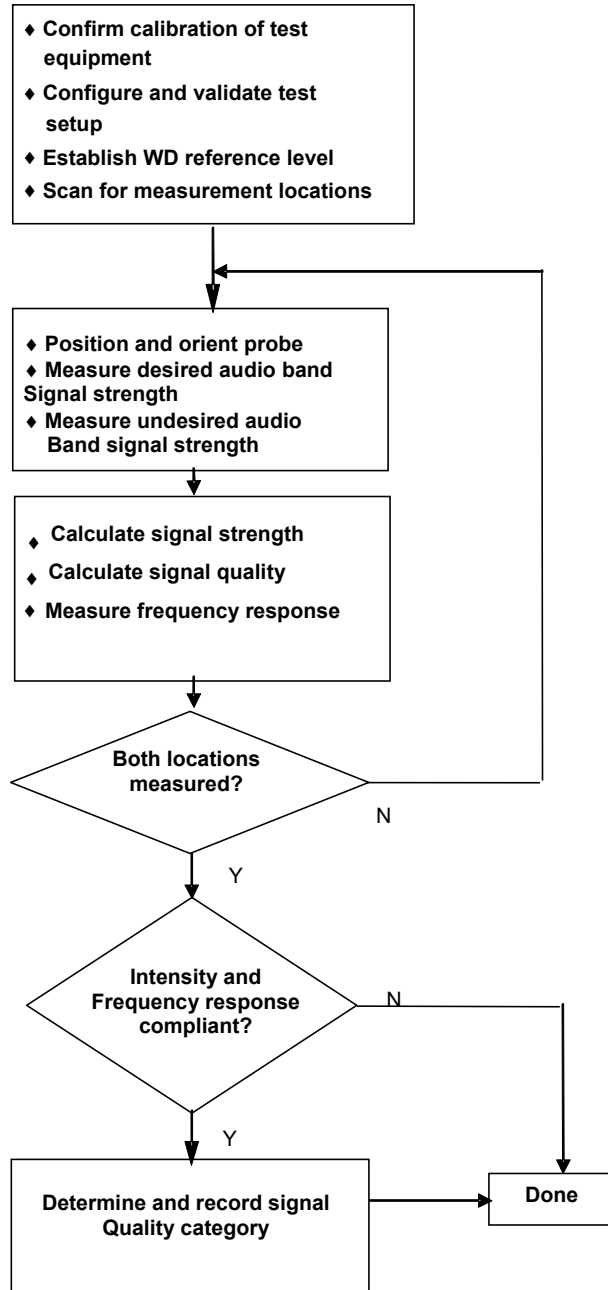 ♦ Confirm calibration of test
equipment
♦ Configure and validate test
setup
♦ Establish WD reference level
♦ Scan for measurement locations
♦ Position and orient probe
♦ Measure desired audio band
Signal strength
♦ Measure undesired audio
Band signal strength
♦ Calculate signal strength
♦ Calculate signal quality
♦ Measure frequency response
Both locations
measured?
N
Y
Intensity and
Frequency response
compliant?
N
Y
Determine and record signal
Quality category
Done